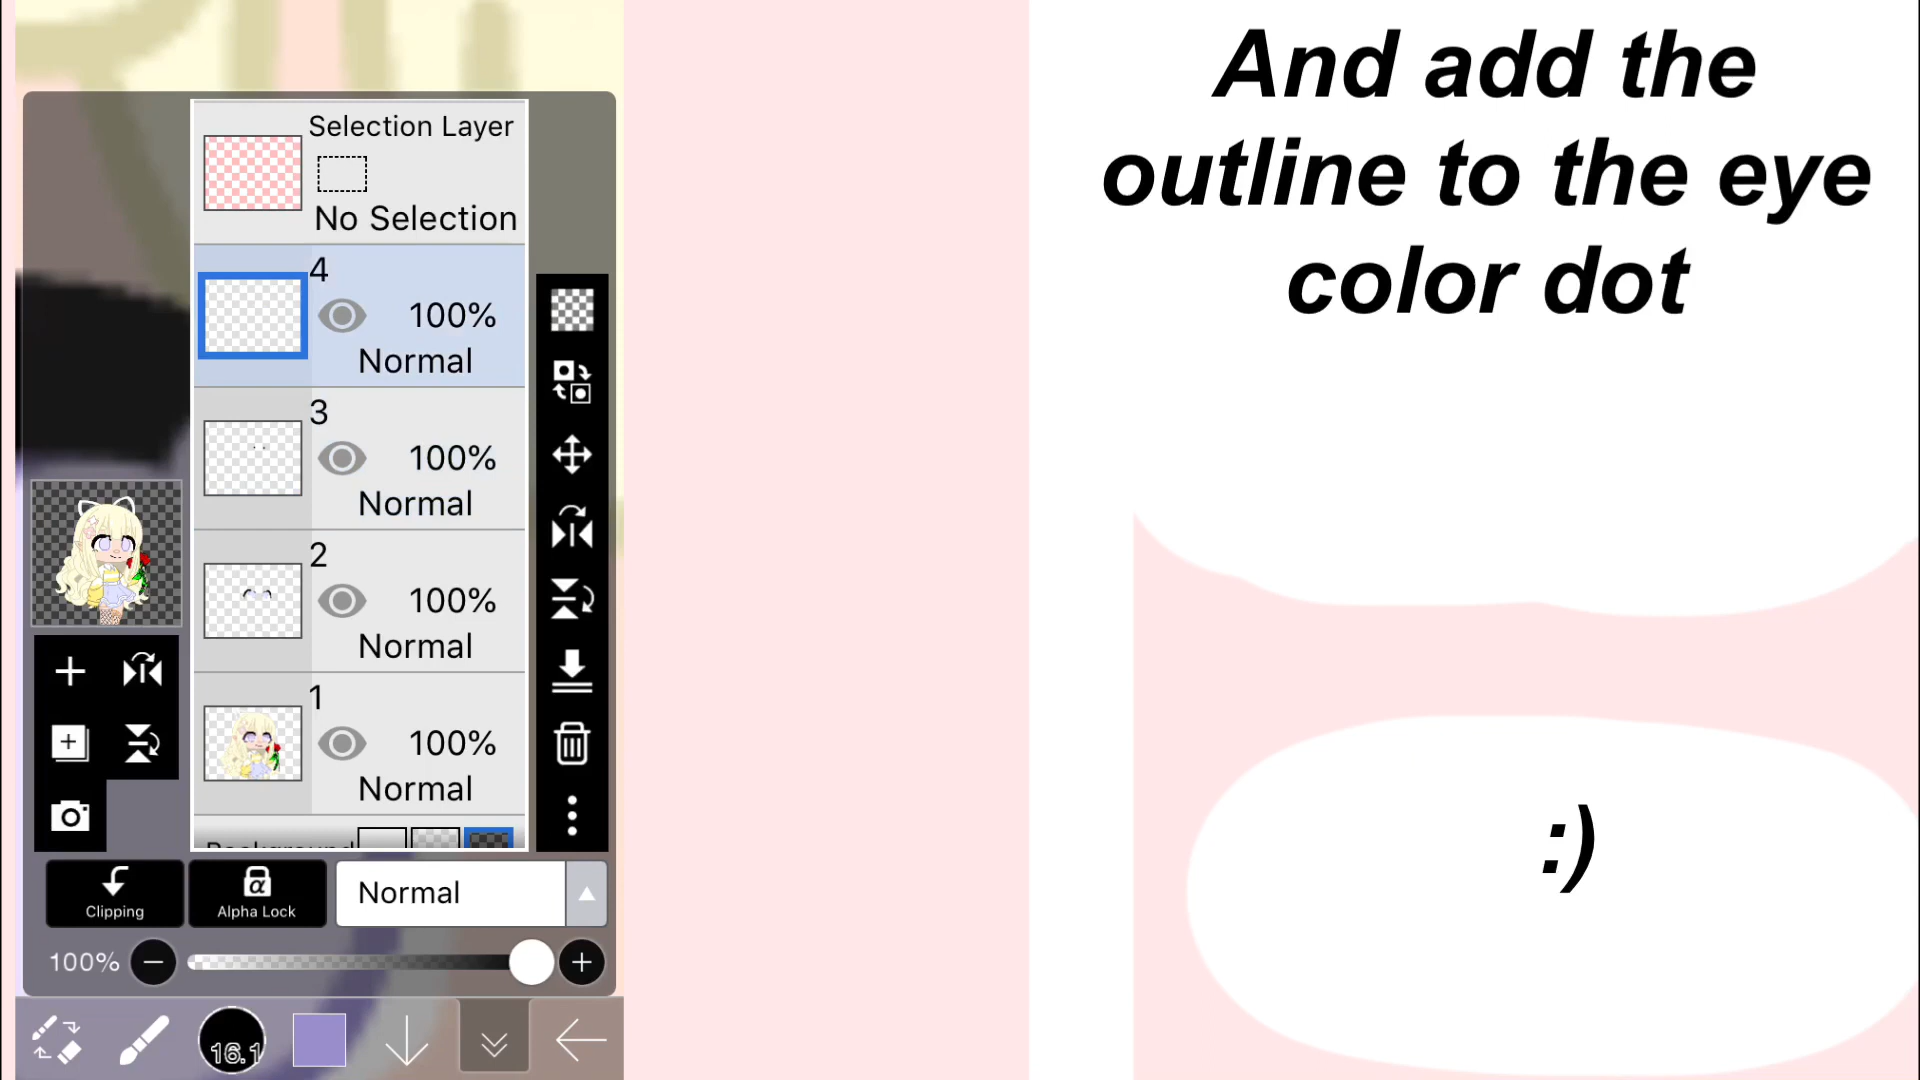 Selection Layer
No Selection
4
100%
Normal
3
100%
Normal
2
100%
Normal
1
100%
Normal
Background
Clipping
Alpha Lock
Normal
100%
16.1
And add the
outline to the eye
color dot
:)